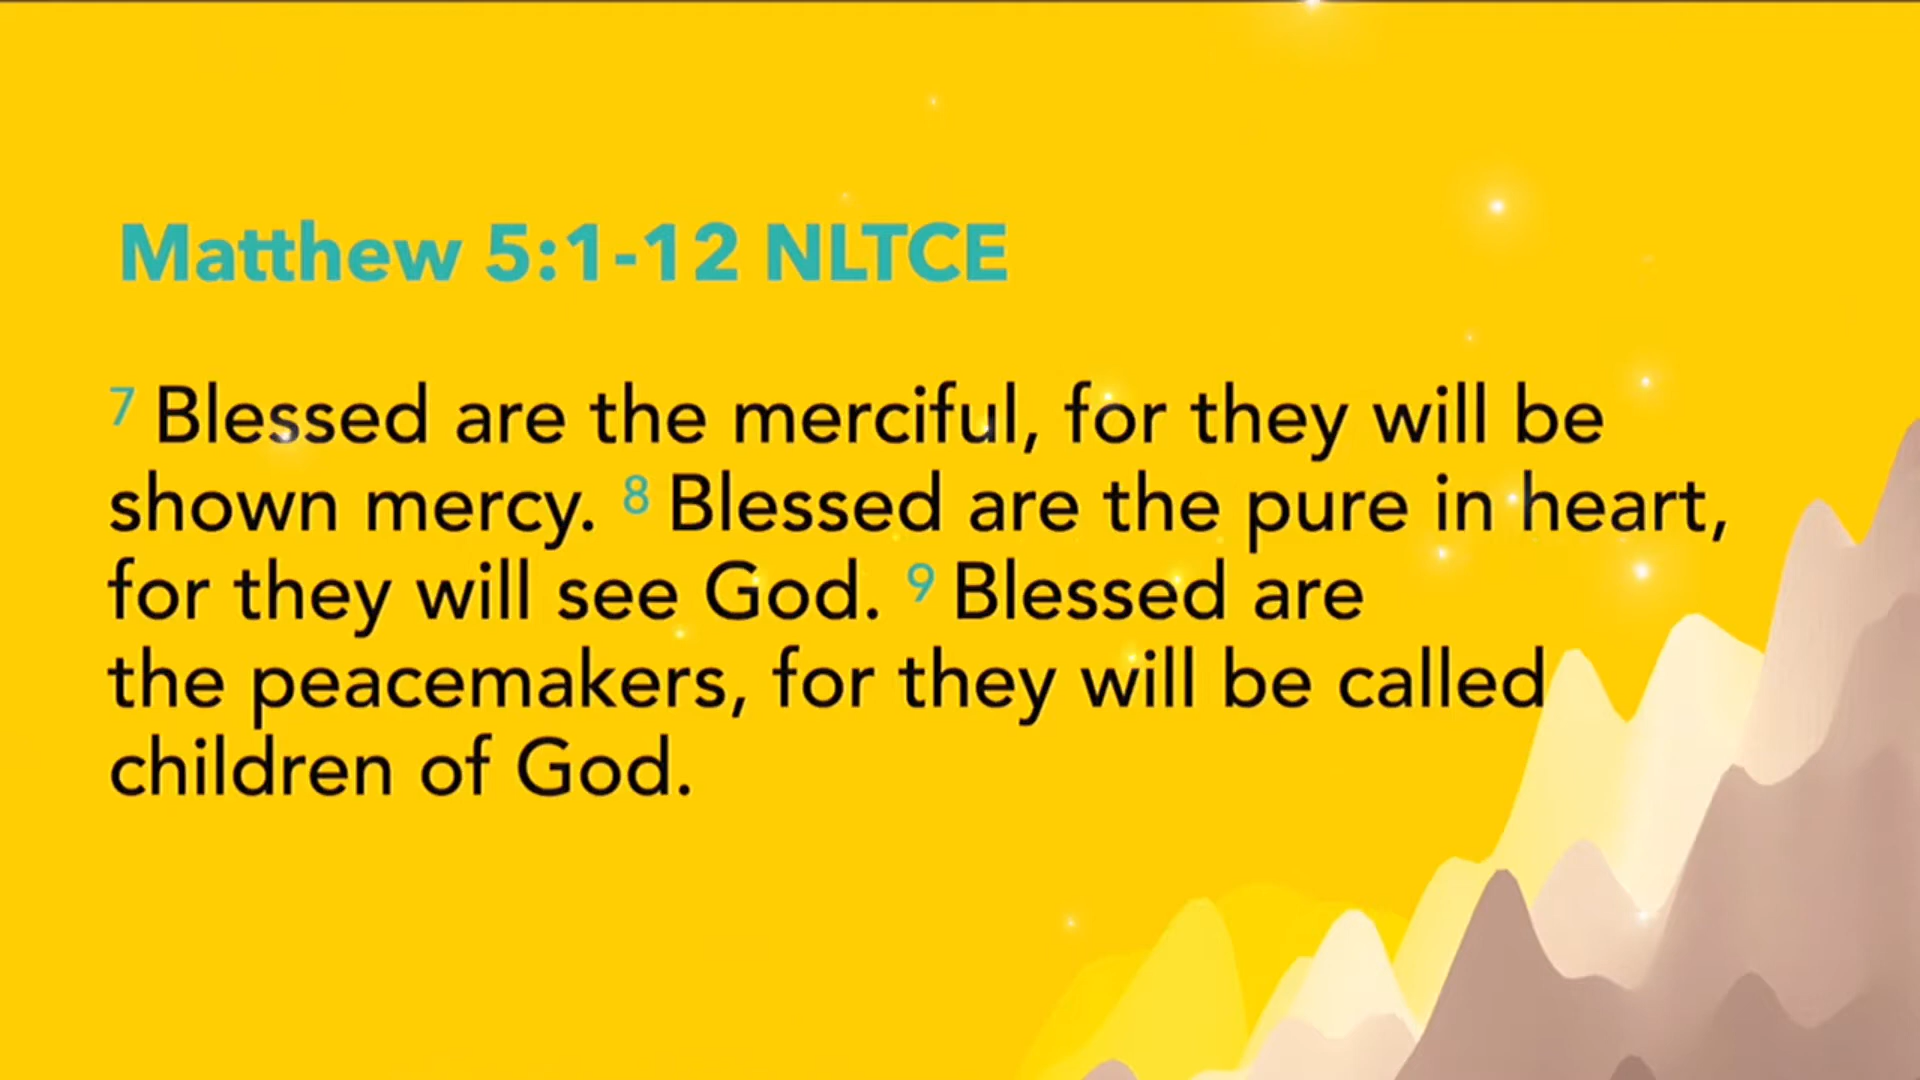 Matthew 5:1-12 NLTCE
7 Blessed are the merciful, for they will be
shown mercy. 8 Blessed are the pure in heart,
for they will see God. 9 Blessed are
the peacemakers, for they will be called
children of God.